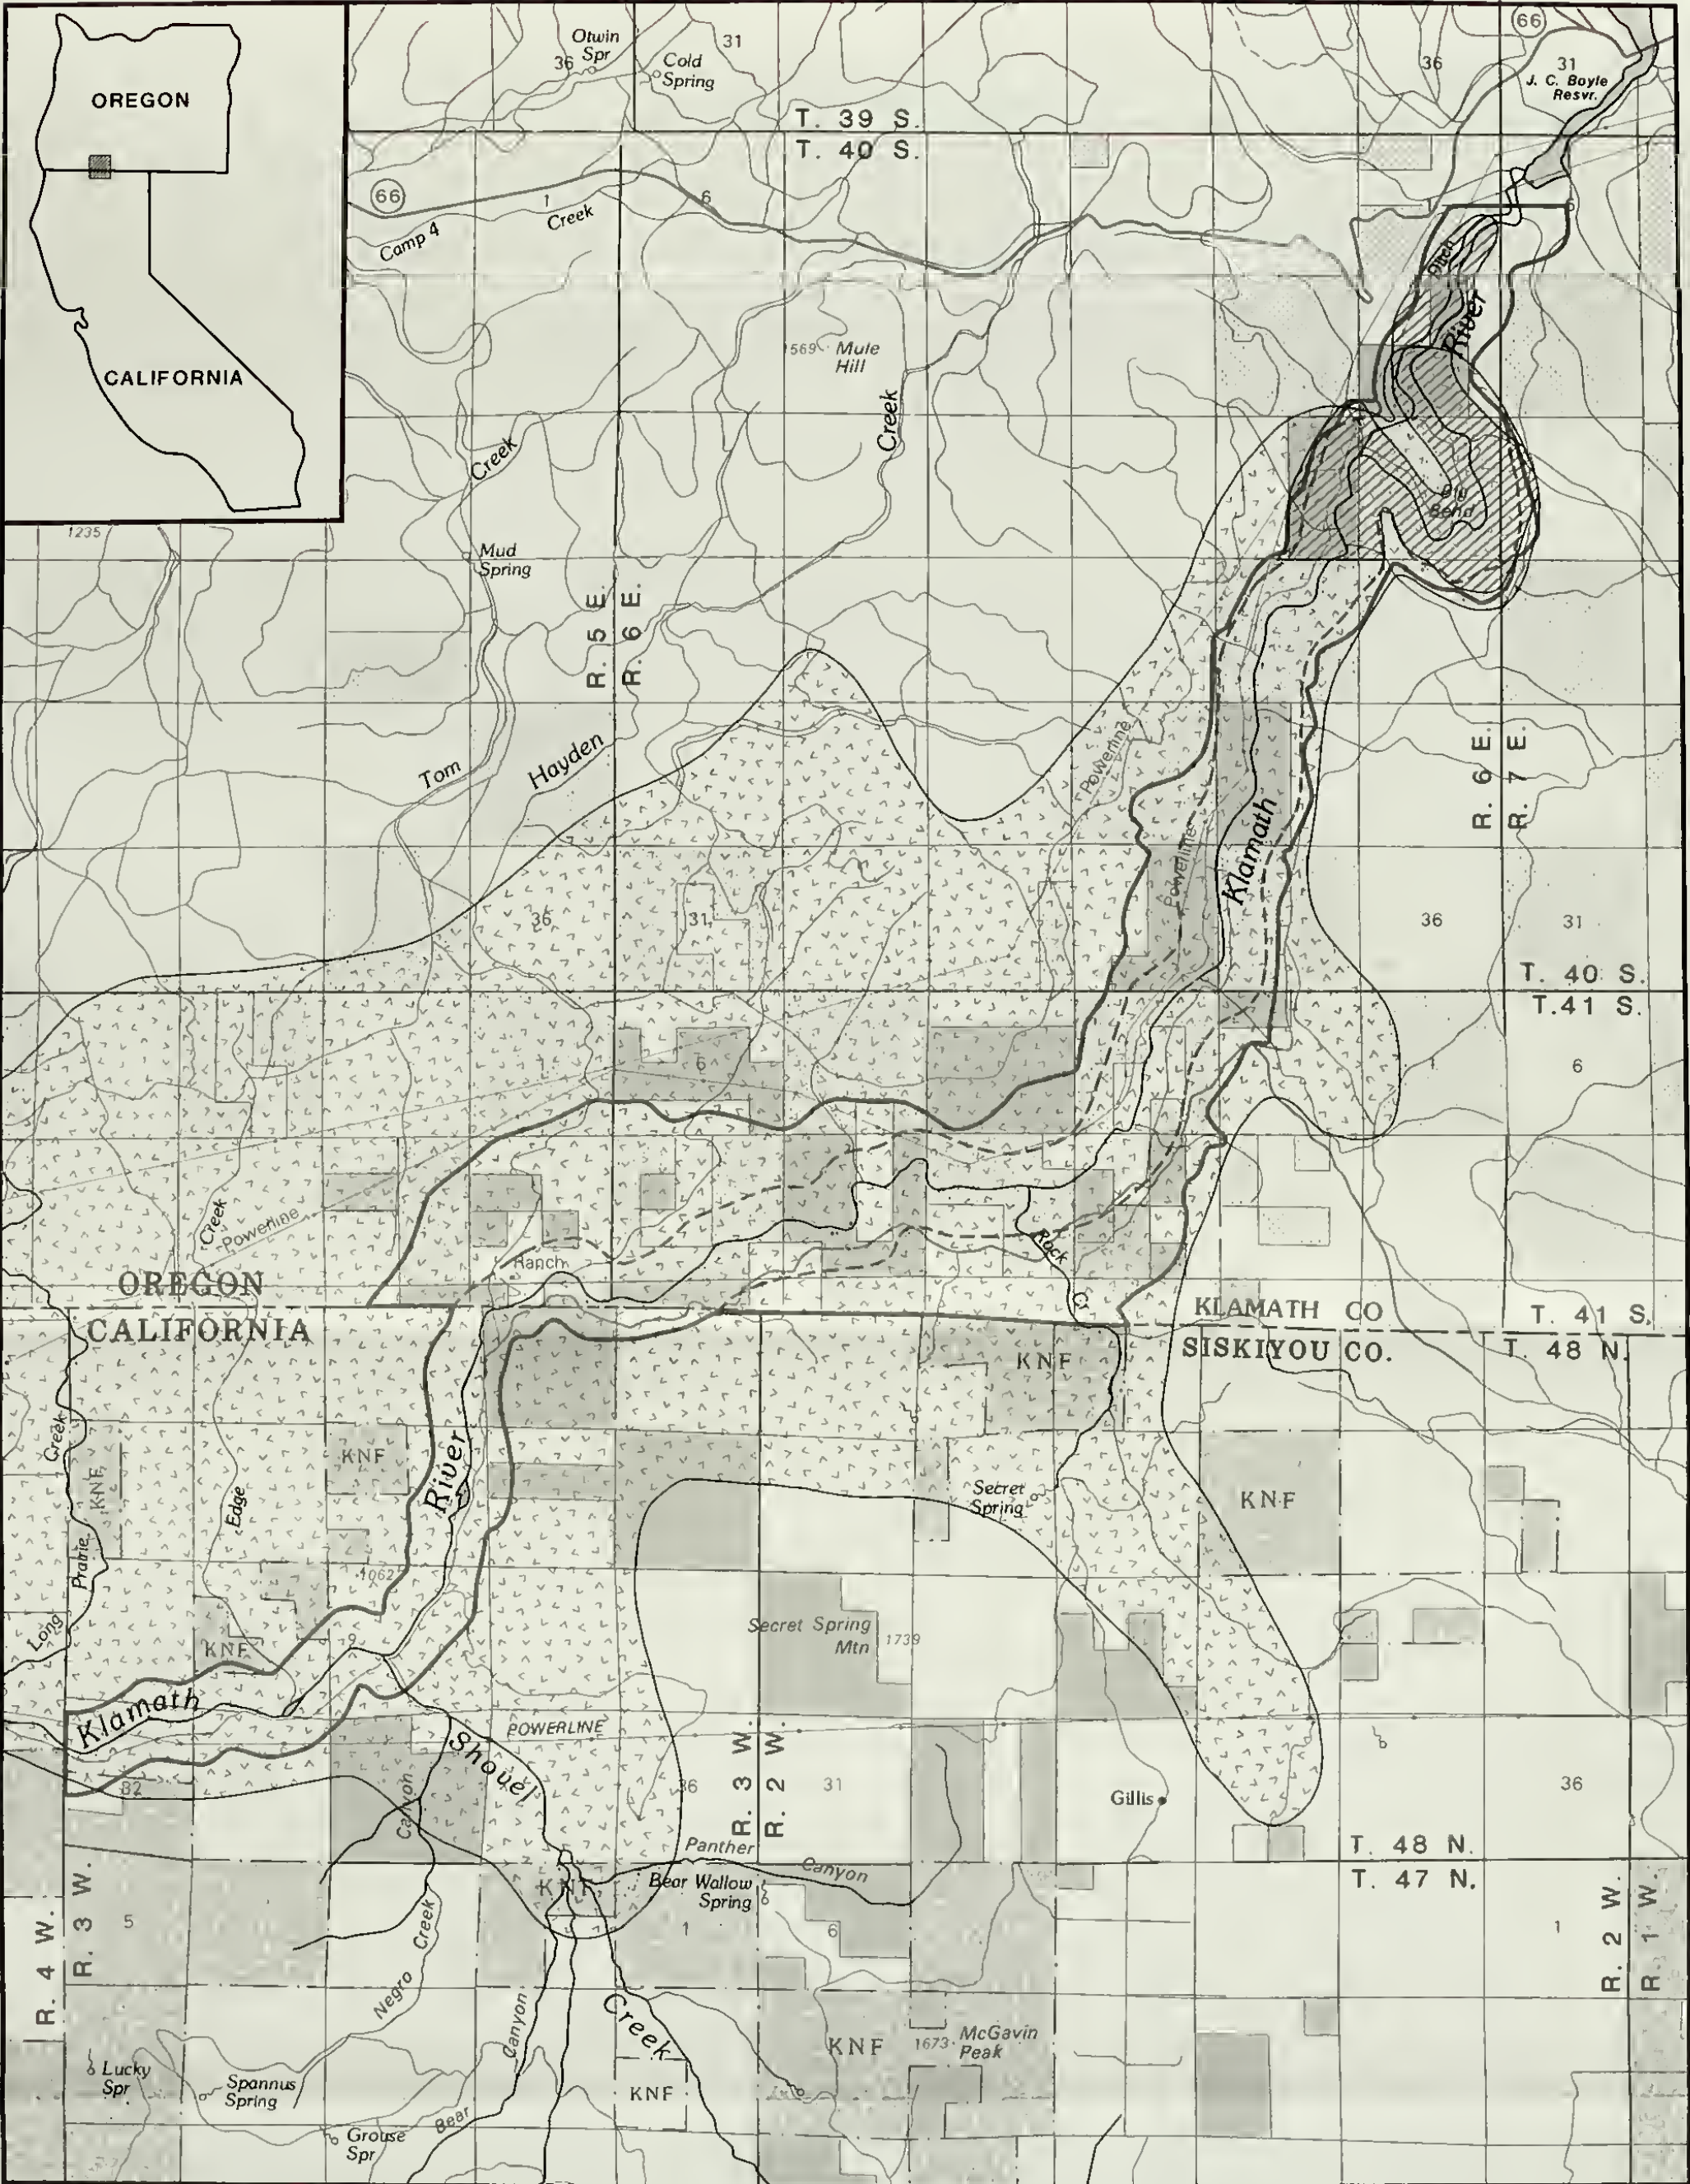 OREGON
CALIFORNIA
Otwin
Spr
36
31
Cold
Spring
66
36
31
J. C. Boyle
Resvr.
T. 39 S.
T. 40 S.
66
1
Creek
Camp 4
6
6
1569
Mule
Hill
River
Creek
Creek
Big
Bend
1235
Mud
Spring
R. 5 E.
R. 6 E.
Tom
Hayden
Powerline
R. 6 E.
R. 7 E.
Powerline
Klamath
36
31
36
31
T. 40 S.
T. 41 S.
1
6
1
6
Creek
Powerline
Ranch
Rock
Cr
OREGON
CALIFORNIA
KLAMATH CO
SISKIYOU CO.
T. 41 S.
T. 48 N.
KNF
Creek
KNF
KNF
River
Edge
Secret
Spring
KNF
Prairie
1062
Long
KNF
9
Secret Spring
Mtn
1739
Klamath
POWERLINE
Shovel
32
Canyon
36
R. 3 W.
R. 2 W.
31
Gillis
36
Panther
Canyon
T. 48 N.
T. 47 N.
KNF
Bear Wallow
Spring
R. 4 W.
R. 3 W.
5
Creek
1
6
1
R. 2 W.
R. 1 W.
Negro
Canyon
Creek
KNF
1673
McGavin
Peak
Lucky
Spr
Spannus
Spring
KNF
Bear
Grouse
Spr